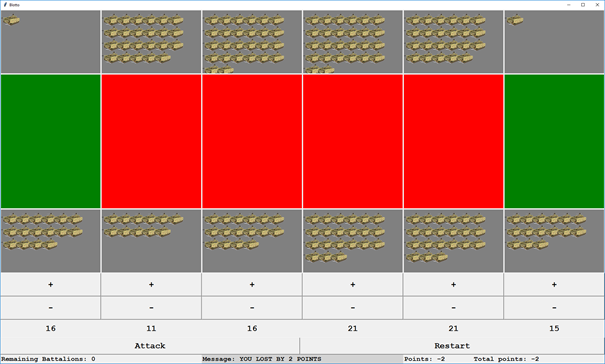 Blotto
+ + + + + +
- - - - - -
16 11 16 21 21 15
Attack Restart
Remaining Battalions: 0 Message: YOU LOST BY 2 POINTS Points: -2 Total points: -2